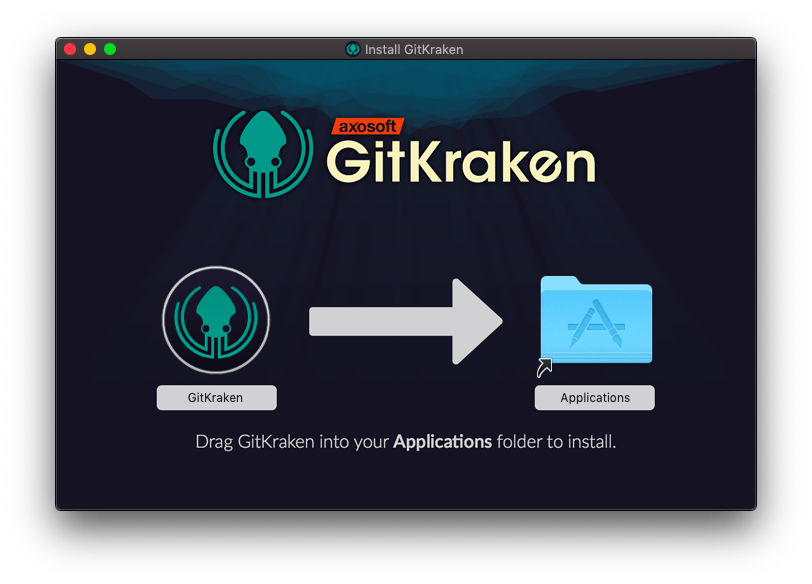 Install GitKraken
axosoft
GitKraken
GitKraken
Applications
Drag GitKraken into your Applications folder to install.